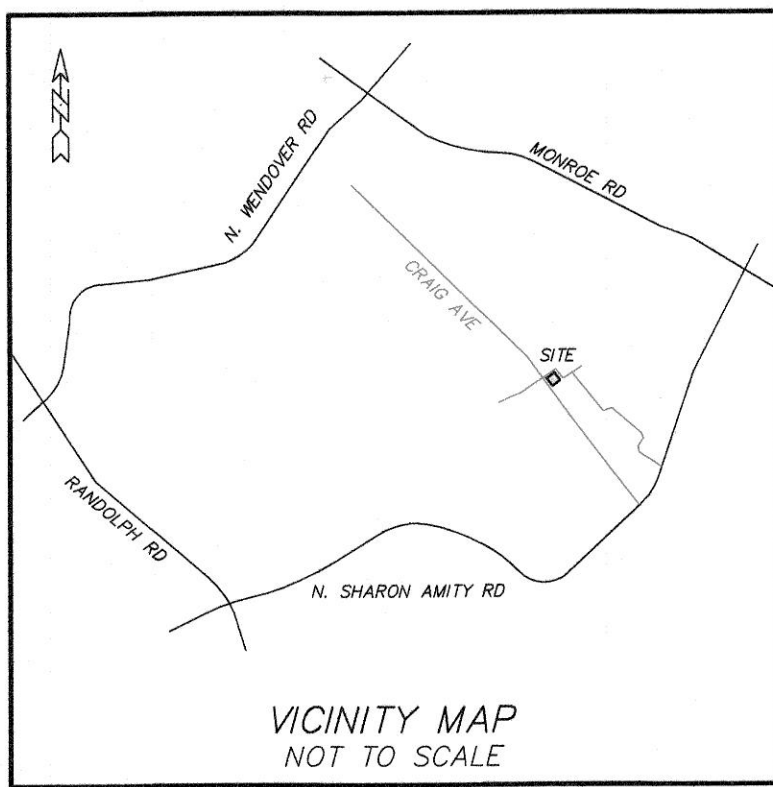 N
N. WENDOVER RD
MONROE RD
CRAIG AVE
SITE
RANDOLPH RD
N. SHARON AMITY RD
VICINITY MAP
NOT TO SCALE